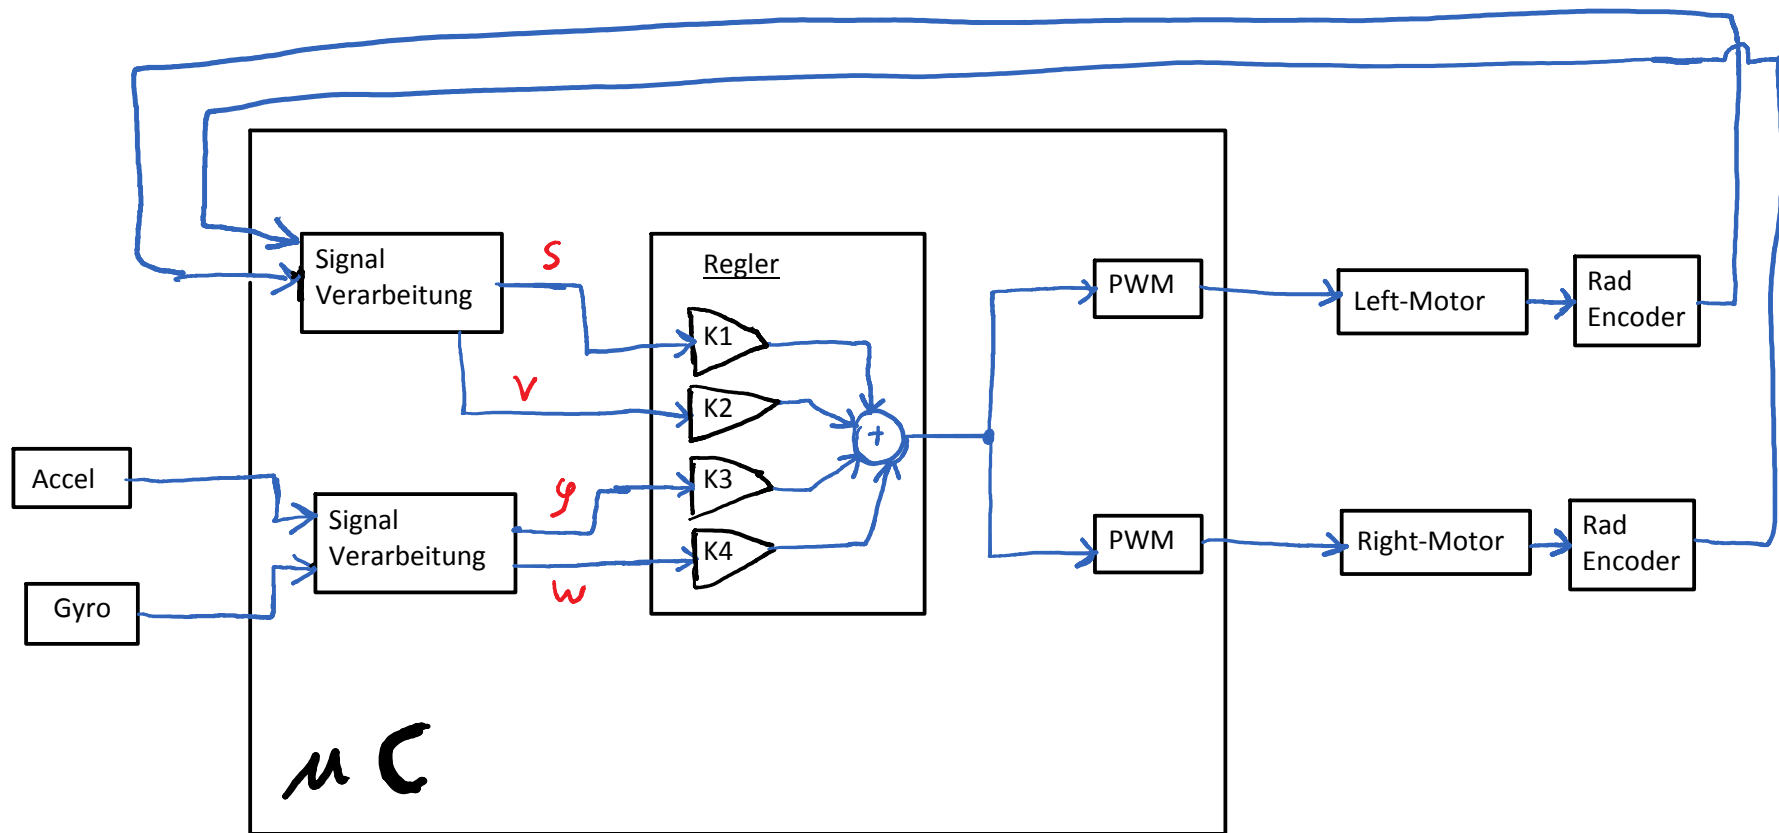 Signal
Verarbeitung
S
V
Regler
K1
K2
K3
K4
+
PWM
Left-Motor
Rad
Encoder
Accel
Gyro
Signal
Verarbeitung
φ
w
PWM
Right-Motor
Rad
Encoder
μC